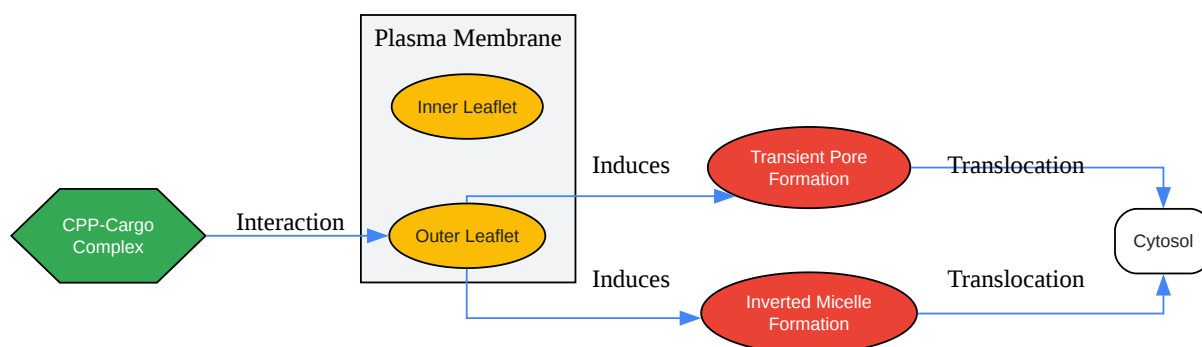 Plasma Membrane
Inner Leaflet
Induces
Transient Pore
Formation
Translocation
CPP-Cargo
Complex
Interaction
Outer Leaflet
Cytosol
Induces
Inverted Micelle
Formation
Translocation